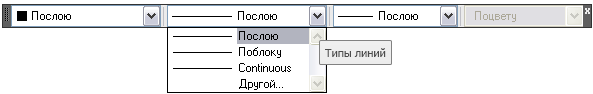 Послою Послою Послою Поцвету
Послою
Поблоку
Continuous
Другой...
Типы линий